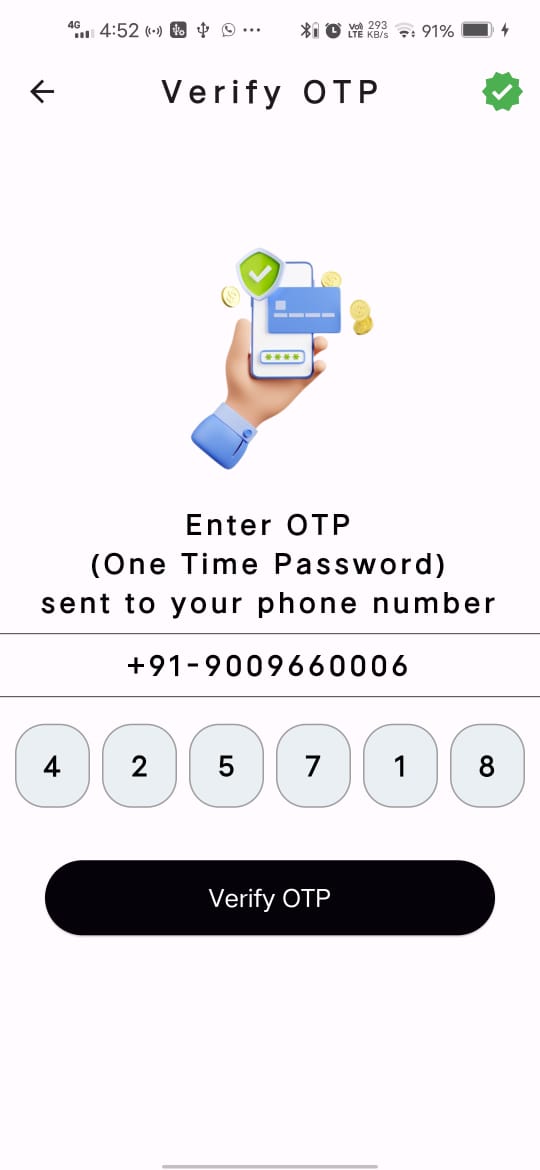 4G 4:52 Vo)) LTE 293 KB/s 91%
Verify OTP
Enter OTP
(One Time Password)
sent to your phone number
+91-9009660006
4 2 5 7 1 8
Verify OTP